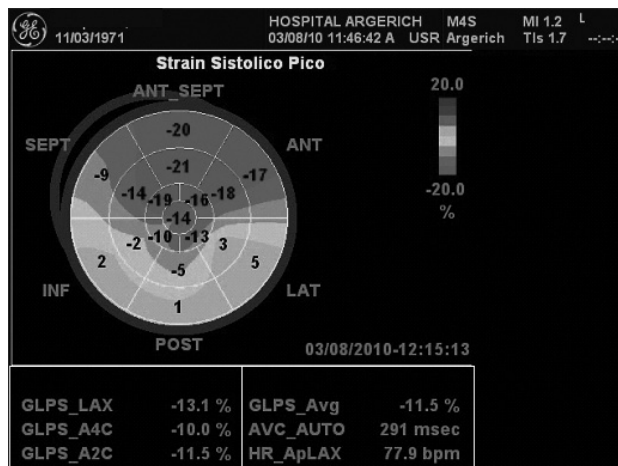 HOSPITAL ARGERICH M4S MI 1.2 L
11/03/1971 03/08/10 11:46:42 A USR Argerich TIs 1.7 --:--:
Strain Sistolico Pico
ANT_SEPT
20.0
-20
SEPT ANT
-21
-9 -17
-14 -19 -16 -18
-20.0
-14
%
-10 -13
-2 3
2 -5 5
INF 1 LAT
POST
03/08/2010-12:15:13
GLPS_LAX -13.1 % GLPS_Avg -11.5 %
GLPS_A4C -10.0 % AVC_AUTO 291 msec
GLPS_A2C -11.5 % HR_ApLAX 77.9 bpm